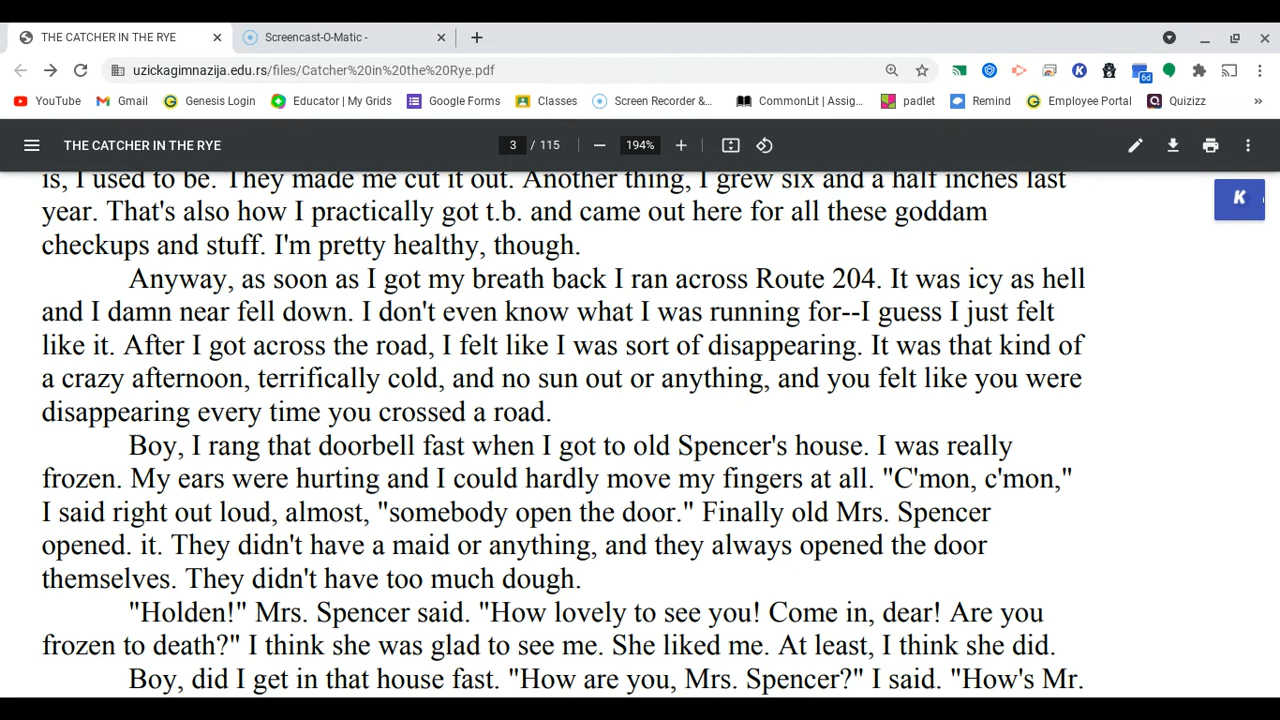 THE CATCHER IN THE RYE
Screencast-O-Matic -
uzickagimnazija.edu.rs/files/Catcher%20in%20the%20Rye.pdf
6d
YouTube Gmail Genesis Login Educator | My Grids Google Forms Classes Screen Recorder &... CommonLit | Assig... padlet Remind Employee Portal Quizizz »
THE CATCHER IN THE RYE 3 / 115 194%
is, I used to be. They made me cut it out. Another thing, I grew six and a half inches last
year. That's also how I practically got t.b. and came out here for all these goddam
checkups and stuff. I'm pretty healthy, though.
Anyway, as soon as I got my breath back I ran across Route 204. It was icy as hell
and I damn near fell down. I don't even know what I was running for--I guess I just felt
like it. After I got across the road, I felt like I was sort of disappearing. It was that kind of
a crazy afternoon, terrifically cold, and no sun out or anything, and you felt like you were
disappearing every time you crossed a road.
Boy, I rang that doorbell fast when I got to old Spencer's house. I was really
frozen. My ears were hurting and I could hardly move my fingers at all. "C'mon, c'mon,"
I said right out loud, almost, "somebody open the door." Finally old Mrs. Spencer
opened. it. They didn't have a maid or anything, and they always opened the door
themselves. They didn't have too much dough.
"Holden!" Mrs. Spencer said. "How lovely to see you! Come in, dear! Are you
frozen to death?" I think she was glad to see me. She liked me. At least, I think she did.
Boy, did I get in that house fast. "How are you, Mrs. Spencer?" I said. "How's Mr.
K